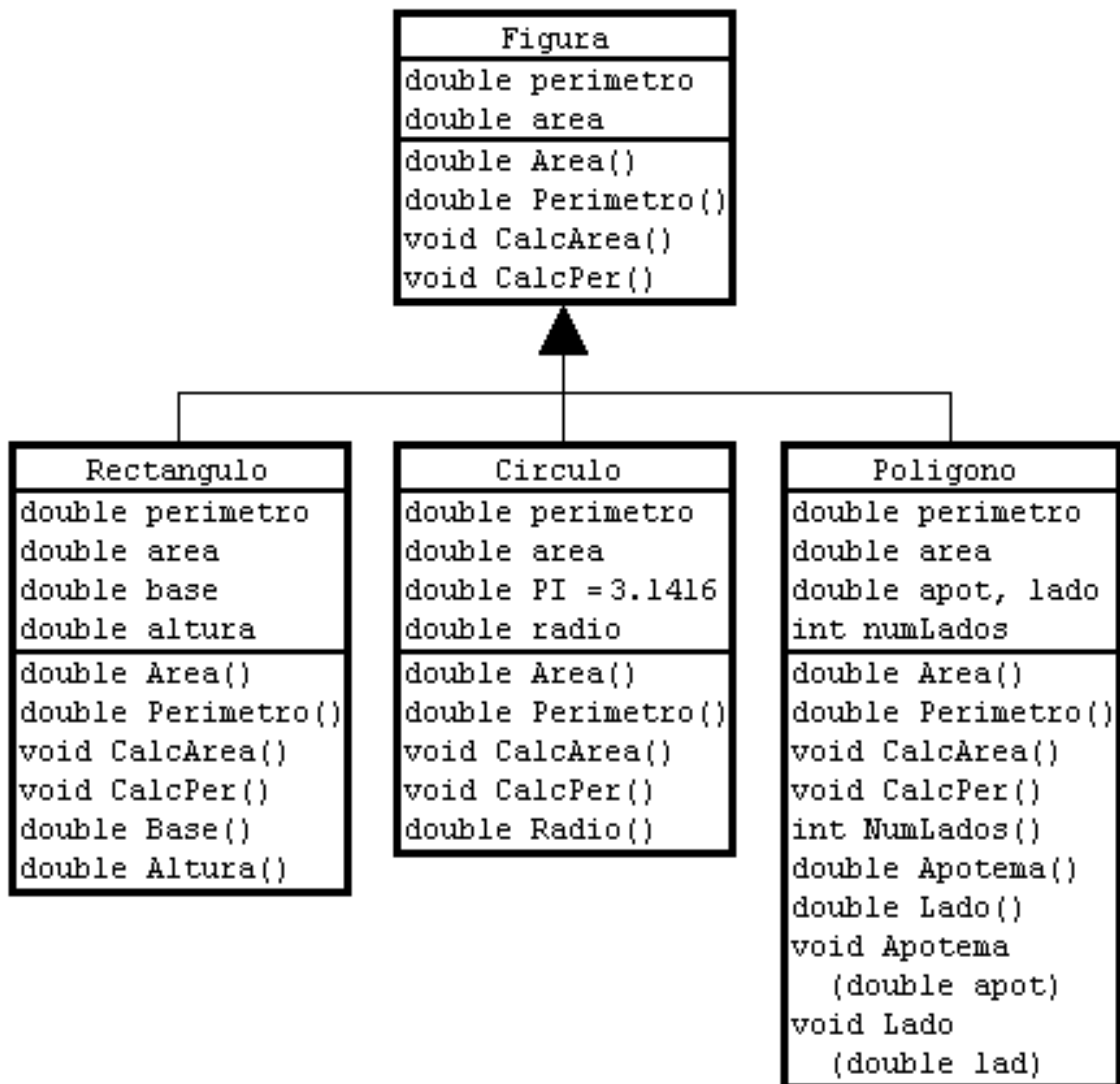 Figura
double perimetro
double area
double Area()
double Perimetro()
void CalcArea()
void CalcPer()
Rectangulo
double perimetro
double area
double base
double altura
double Area()
double Perimetro()
void CalcArea()
void CalcPer()
double Base()
double Altura()
Circulo
double perimetro
double area
double PI =3.1416
double radio
double Area()
double Perimetro()
void CalcArea()
void CalcPer()
double Radio()
Poligono
double perimetro
double area
double apot, lado
int numLados
double Area()
double Perimetro()
void CalcArea()
void CalcPer()
int NumLados()
double Apotema()
double Lado()
void Apotema
(double apot)
void Lado
(double lad)